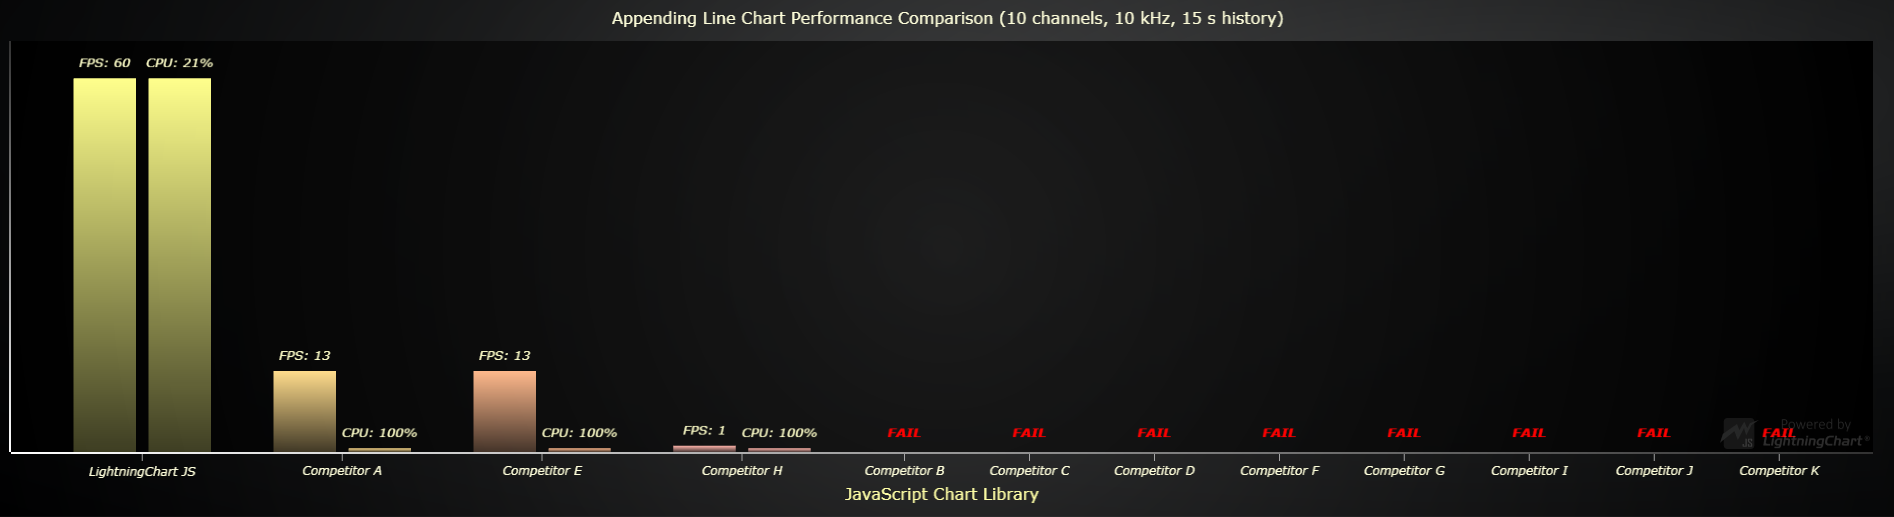 Appending Line Chart Performance Comparison (10 channels, 10 kHz, 15 s history)
FPS: 60 CPU: 21%
FPS: 13
CPU: 100%
FPS: 13
CPU: 100%
FPS: 1
CPU: 100%
FAIL FAIL FAIL FAIL FAIL FAIL FAIL FAIL
Powered by
JS LightningChart®
LightningChart JS Competitor A Competitor E Competitor H Competitor B Competitor C Competitor D Competitor F Competitor G Competitor I Competitor J Competitor K
JavaScript Chart Library